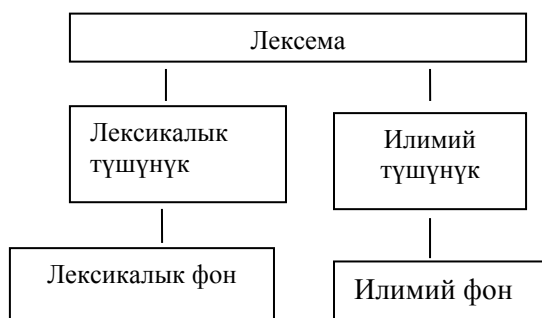 Лексема
Лексикалык
түшүнүк
Илимий
түшүнүк
Лексикалык фон
Илимий фон